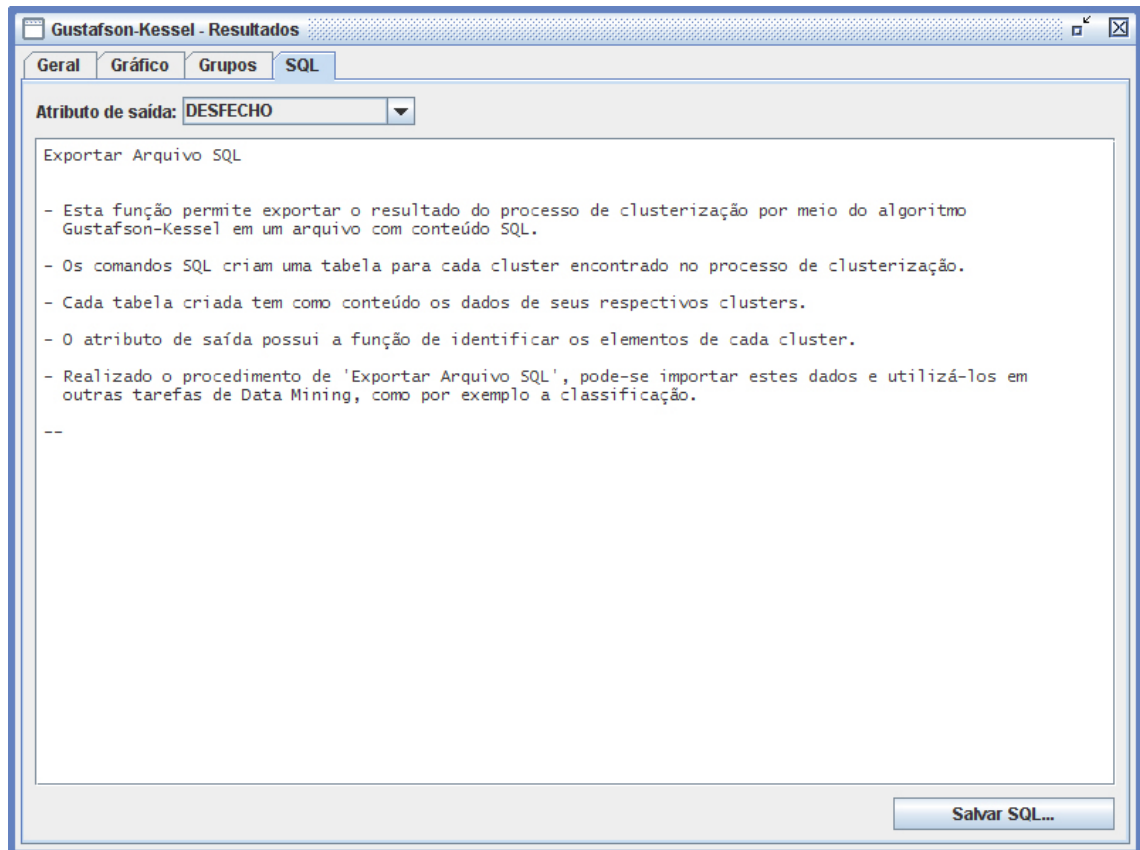 Gustafson-Kessel - Resultados
Geral Gráfico Grupos SQL
Atributo de saída: DESFECHO
Exportar Arquivo SQL
- Esta função permite exportar o resultado do processo de clusterização por meio do algoritmo
Gustafson-Kessel em um arquivo com conteúdo SQL.
- Os comandos SQL criam uma tabela para cada cluster encontrado no processo de clusterização.
- Cada tabela criada tem como conteúdo os dados de seus respectivos clusters.
- O atributo de saída possui a função de identificar os elementos de cada cluster.
- Realizado o procedimento de 'Exportar Arquivo SQL', pode-se importar estes dados e utilizá-los em
outras tarefas de Data Mining, como por exemplo a classificação.
--
Salvar SQL...